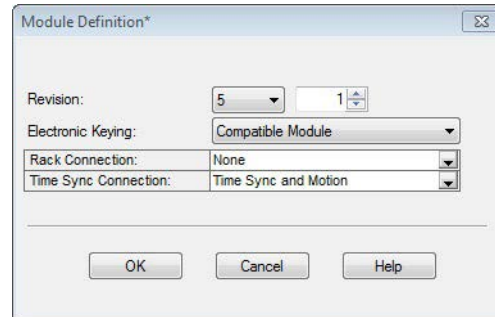 Module Definition*
Revision: 5 1
Electronic Keying: Compatible Module
Rack Connection: None
Time Sync Connection: Time Sync and Motion
OK Cancel Help